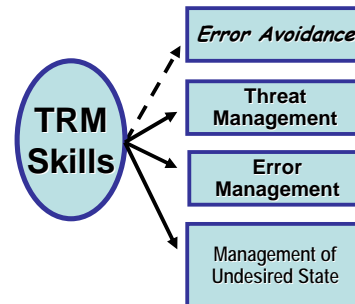 TRM
Skills
Error Avoidance
Threat
Management
Error
Management
Management of
Undesired State